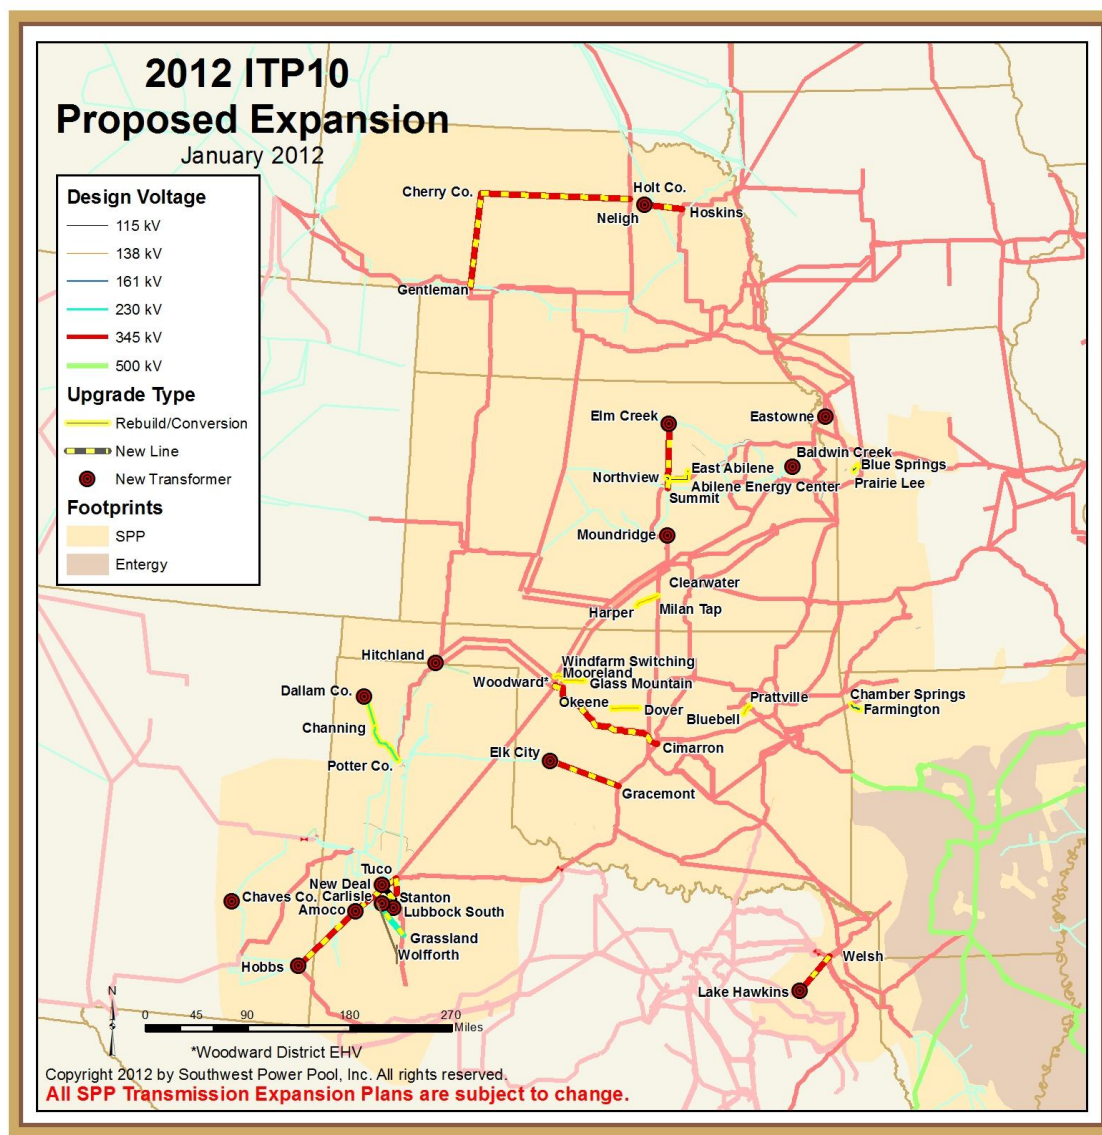 2012 ITP10
Proposed Expansion
January 2012
Design Voltage
115 kV
138 kV
161 kV
230 kV
345 kV
500 kV
Upgrade Type
Rebuild/Conversion
New Line
New Transformer
Footprints
SPP
Entergy
Cherry Co.
Holt Co.
Neligh
Hoskins
Gentleman
Elm Creek
Eastowne
Baldwin Creek
Blue Springs
Northview
East Abilene
Abilene Energy Center
Prairie Lee
Summit
Moundridge
Clearwater
Harper
Milan Tap
Hitchland
Windfarm Switching
Mooreland
Woodward*
Glass Mountain
Dallam Co.
Okeene
Dover
Prattville
Chamber Springs
Bluebell
Farmington
Channing
Elk City
Cimarron
Potter Co.
Gracemont
Tuco
New Deal
Chaves Co.
Carlisle
Stanton
Amoco
Lubbock South
Grassland
Wolfforth
Hobbs
Welsh
Lake Hawkins
N
0 45 90 180 270
Miles
*Woodward District EHV
Copyright 2012 by Southwest Power Pool, Inc. All rights reserved.
All SPP Transmission Expansion Plans are subject to change.